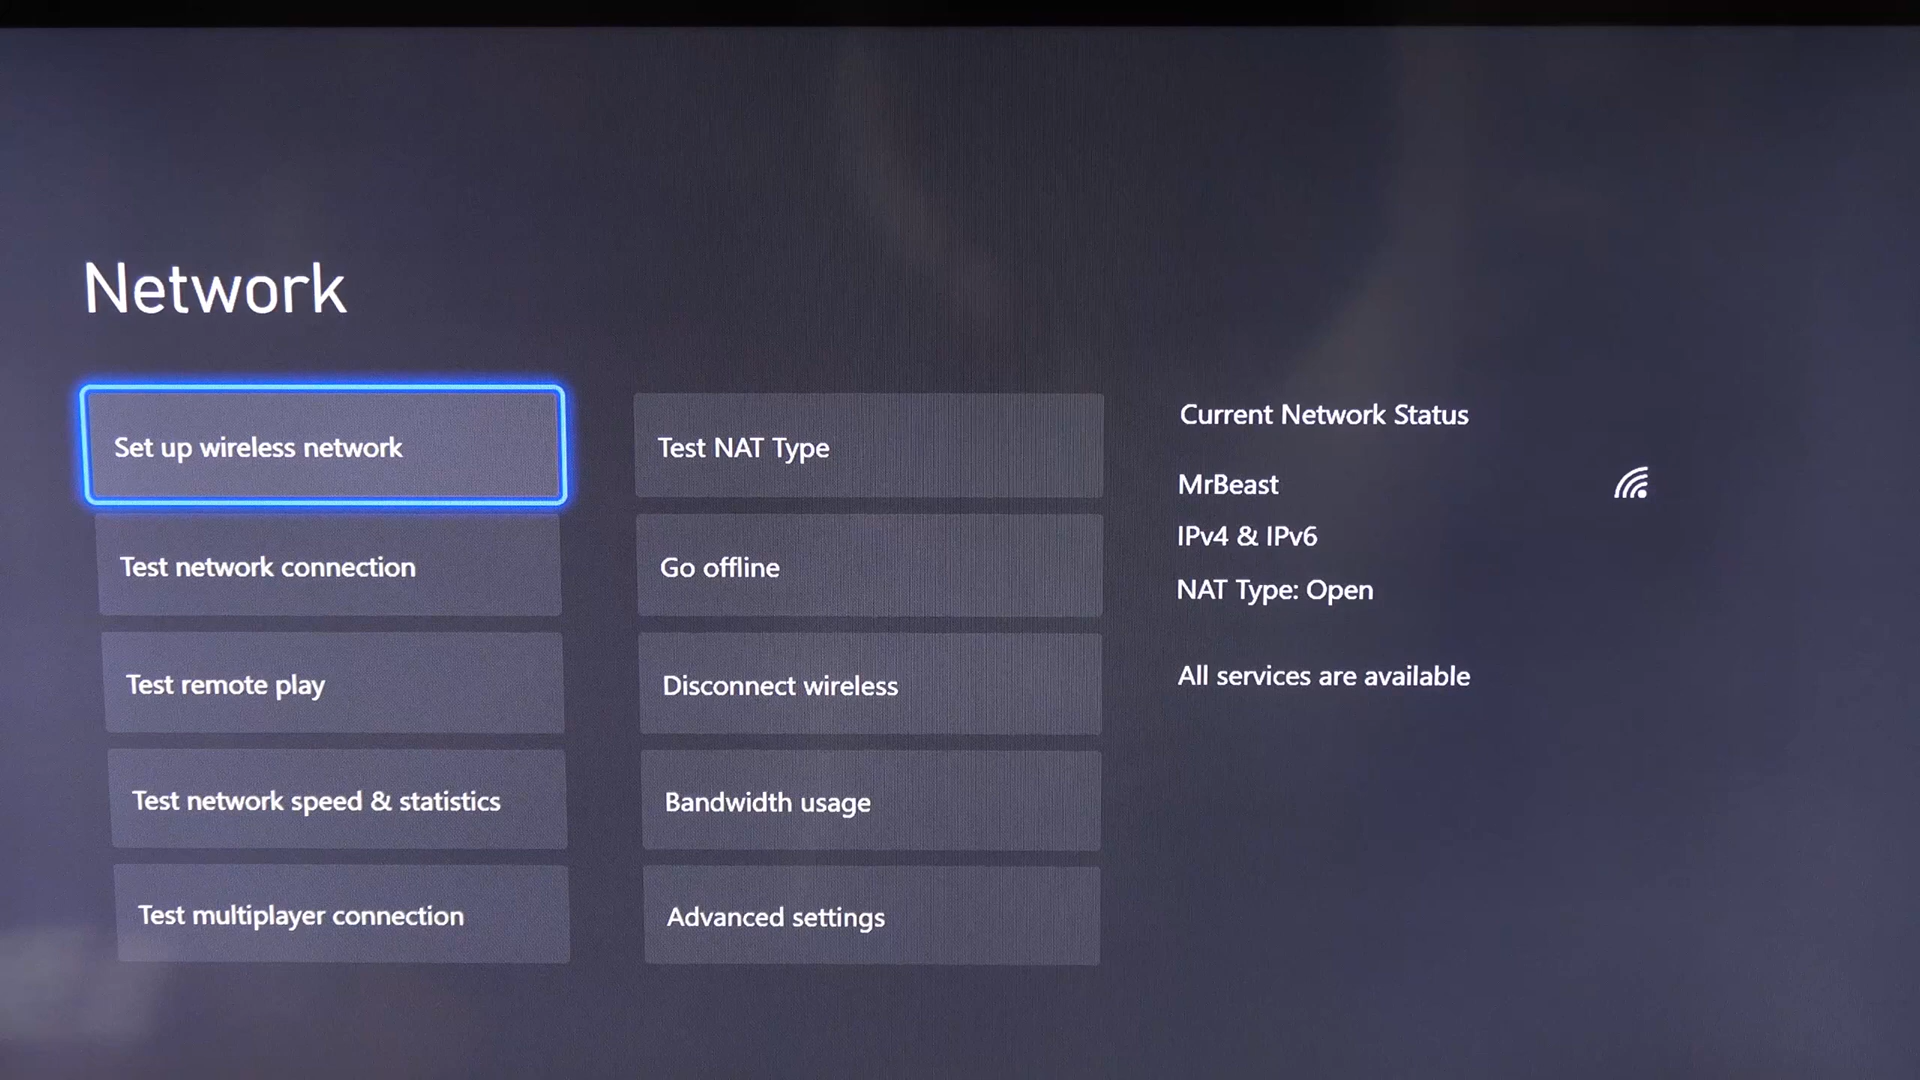 Network
Set up wireless network
Test network connection
Test remote play
Test network speed & statistics
Test multiplayer connection
Test NAT Type
Go offline
Disconnect wireless
Bandwidth usage
Advanced settings
Current Network Status
MrBeast
IPv4 & IPv6
NAT Type: Open
All services are available